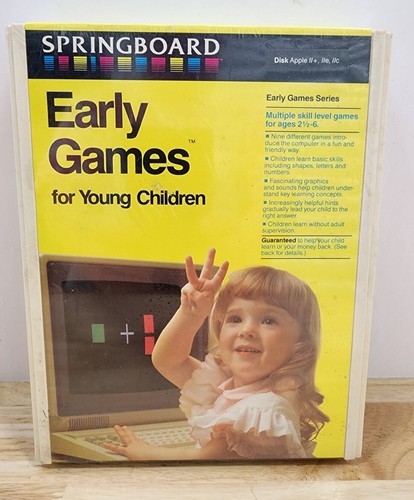 SPRINGBOARD™
Disk Apple II+, IIe, IIc
Early
Games™
for Young Children
Early Games Series
Multiple skill level games
for ages 2½-6.
■ Nine different games intro-
duce the computer in a fun and
friendly way.
■ Children learn basic skills
including shapes, letters and
numbers.
■ Fascinating graphics
and sounds help children under-
stand key learning concepts.
■ Increasingly helpful hints
gradually lead your child to the
right answer.
■ Children learn without adult
supervision.
Guaranteed to help your child
learn or your money back. (See
back for details.)